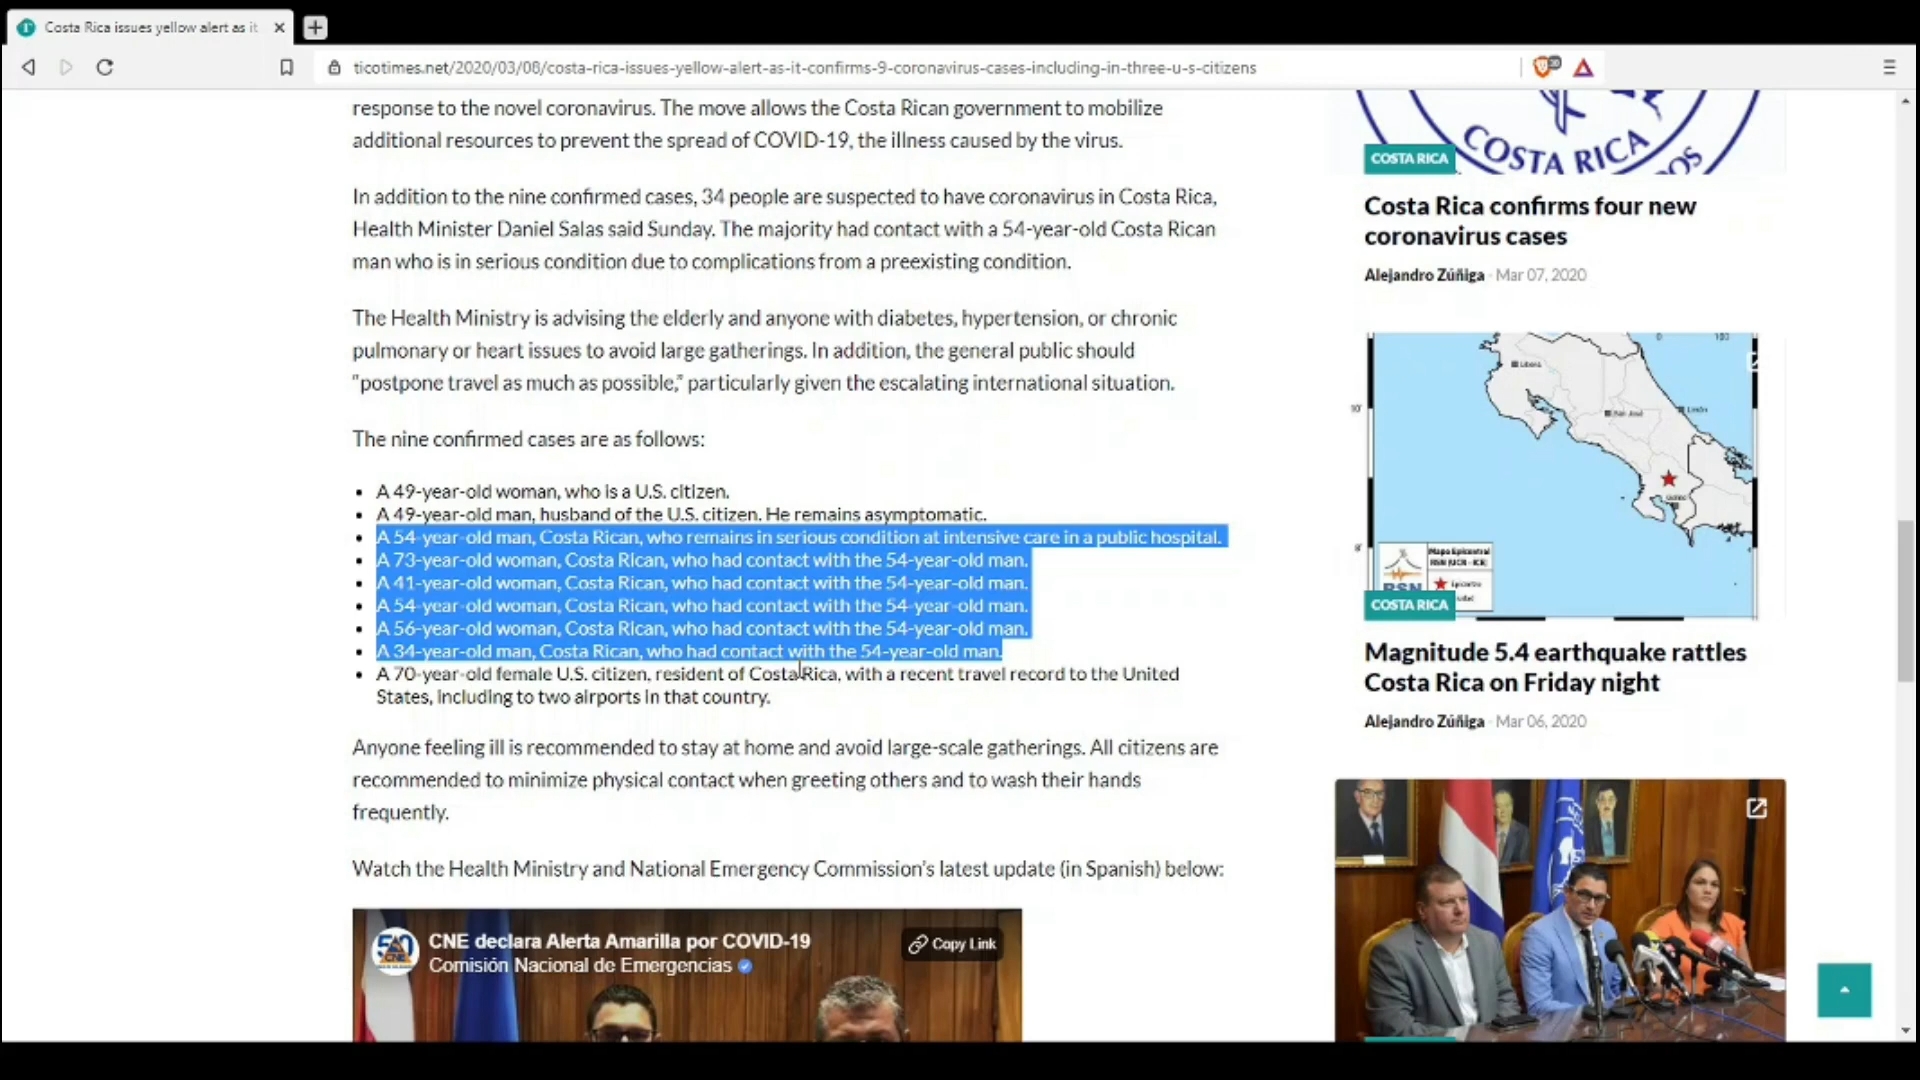 Costa Rica issues yellow alert as it
ticotimes.net/2020/03/08/costa-rica-issues-yellow-alert-as-it-confirms-9-coronavirus-cases-including-in-three-u-s-citizens
response to the novel coronavirus. The move allows the Costa Rican government to mobilize
additional resources to prevent the spread of COVID-19, the illness caused by the virus.
In addition to the nine confirmed cases, 34 people are suspected to have coronavirus in Costa Rica,
Health Minister Daniel Salas said Sunday. The majority had contact with a 54-year-old Costa Rican
man who is in serious condition due to complications from a preexisting condition.
The Health Ministry is advising the elderly and anyone with diabetes, hypertension, or chronic
pulmonary or heart issues to avoid large gatherings. In addition, the general public should
“postpone travel as much as possible,” particularly given the escalating international situation.
The nine confirmed cases are as follows:
• A 49-year-old woman, who is a U.S. citizen.
• A 49-year-old man, husband of the U.S. citizen. He remains asymptomatic.
• A 54-year-old man, Costa Rican, who remains in serious condition at intensive care in a public hospital.
• A 73-year-old woman, Costa Rican, who had contact with the 54-year-old man.
• A 41-year-old woman, Costa Rican, who had contact with the 54-year-old man.
• A 54-year-old woman, Costa Rican, who had contact with the 54-year-old man.
• A 56-year-old woman, Costa Rican, who had contact with the 54-year-old man.
• A 34-year-old man, Costa Rican, who had contact with the 54-year-old man.
• A 70-year-old female U.S. citizen, resident of Costa Rica, with a recent travel record to the United
States, including to two airports in that country.
Anyone feeling ill is recommended to stay at home and avoid large-scale gatherings. All citizens are
recommended to minimize physical contact when greeting others and to wash their hands
frequently.
Watch the Health Ministry and National Emergency Commission’s latest update (in Spanish) below:
CNE
CNE declara Alerta Amarilla por COVID-19
Comisión Nacional de Emergencias
Copy Link
COSTA RICA
COSTA RICA
Costa Rica confirms four new
coronavirus cases
Alejandro Zúñiga - Mar 07, 2020
Liberia
San José
Limón
Mapa Epicentral
RSN (UCR - ICE)
RSN
Epicentro
COSTA RICA
Magnitude 5.4 earthquake rattles
Costa Rica on Friday night
Alejandro Zúñiga - Mar 06, 2020